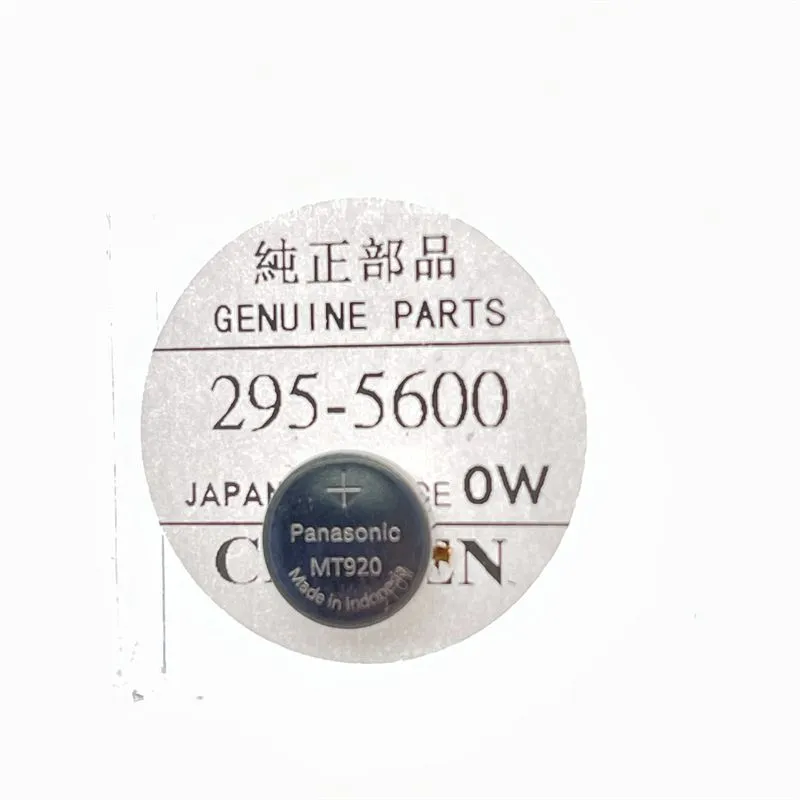 純正部品
GENUINE PARTS
295-5600
JAPAN 0W
+
Panasonic
MT920
Made in Indonesia